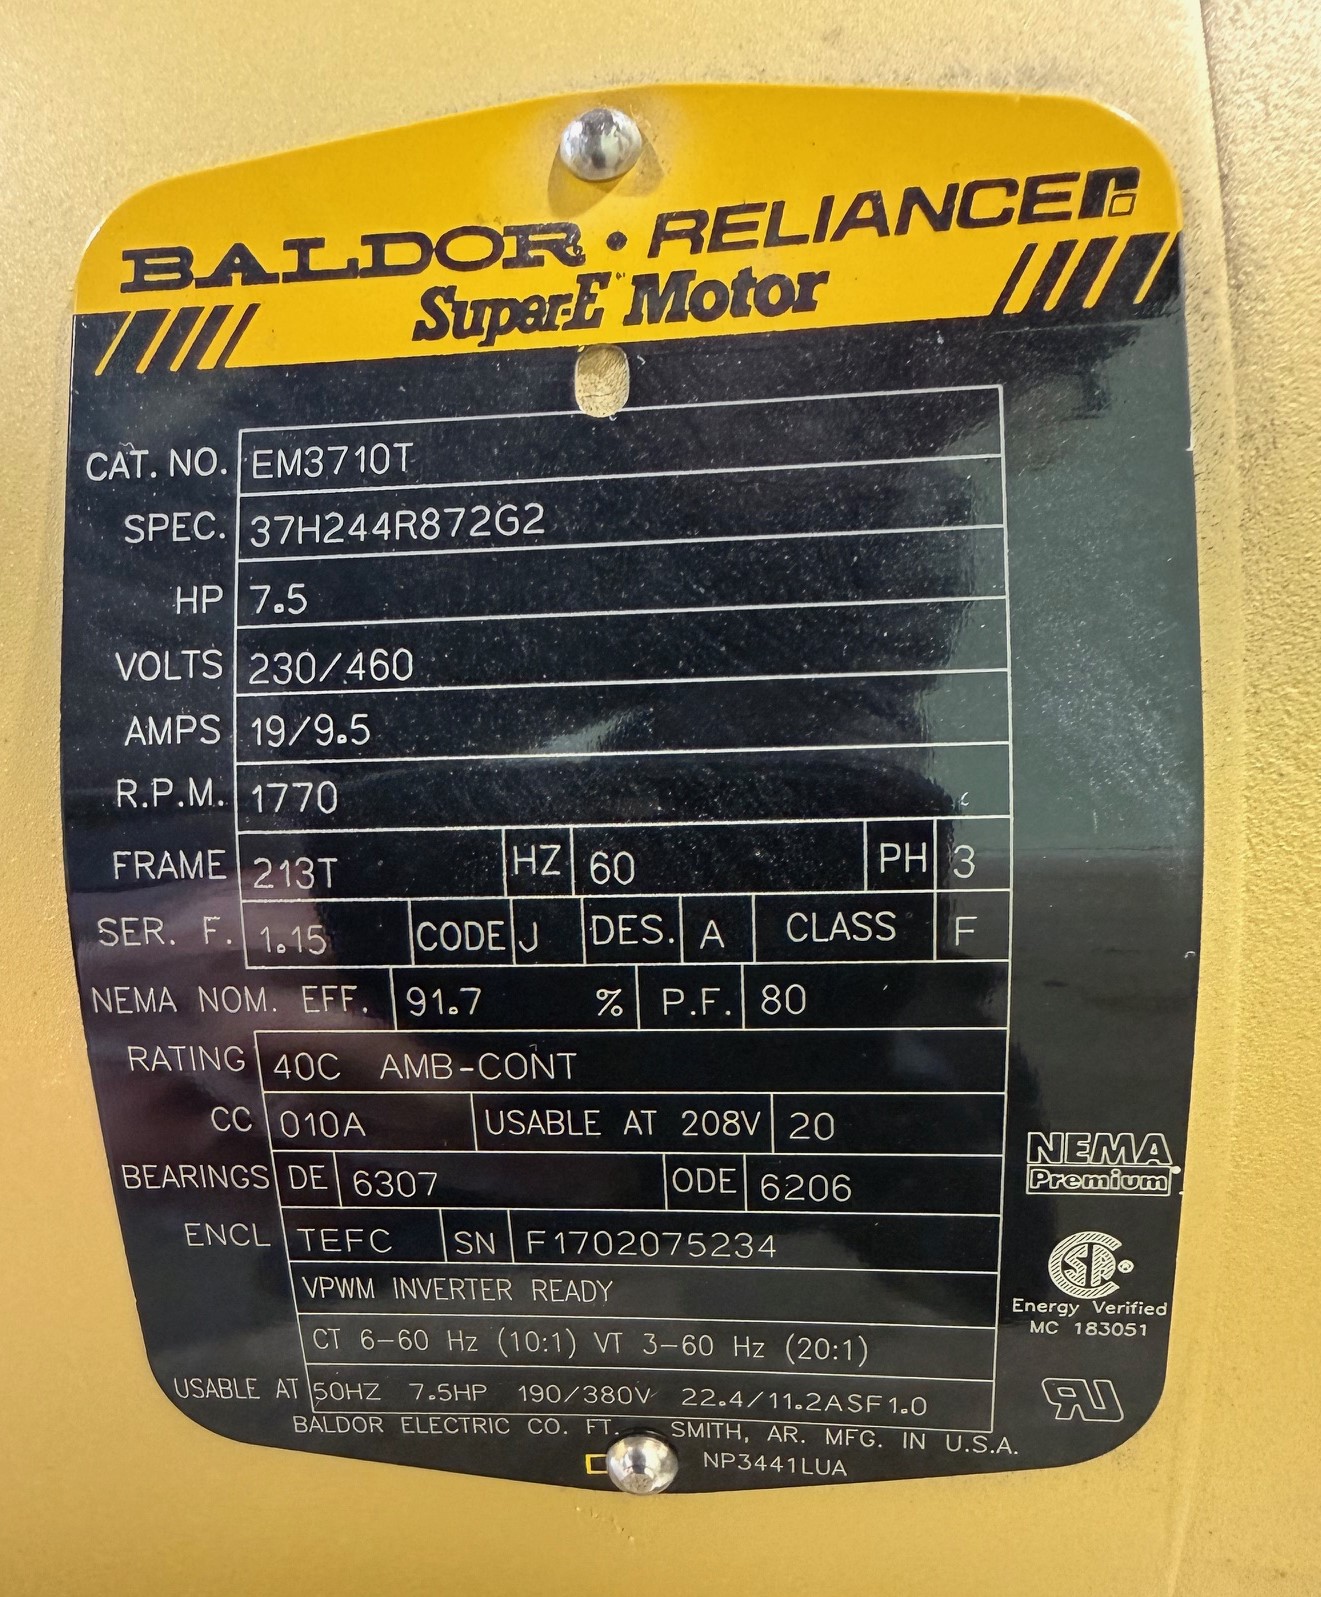 BALDOR • RELIANCE
Super-E Motor
CAT. NO. EM3710T
SPEC. 37H244R872G2
HP 7.5
VOLTS 230/460
AMPS 19/9.5
R.P.M. 1770
FRAME 213T HZ 60 PH 3
SER. F. 1.15 CODE J DES. A CLASS F
NEMA NOM. EFF. 91.7 % P.F. 80
RATING 40C AMB-CONT
CC 010A USABLE AT 208V 20
BEARINGS DE 6307 ODE 6206
NEMA
Premium
ENCL TEFC SN F1702075234
VPWM INVERTER READY
CT 6-60 Hz (10:1) VT 3-60 Hz (20:1)
USABLE AT 50HZ 7.5HP 190/380V 22.4/11.2ASF1.0
®
Energy Verified
MC 183051
BALDOR ELECTRIC CO. FT. SMITH, AR. MFG. IN U.S.A.
NP3441LUA